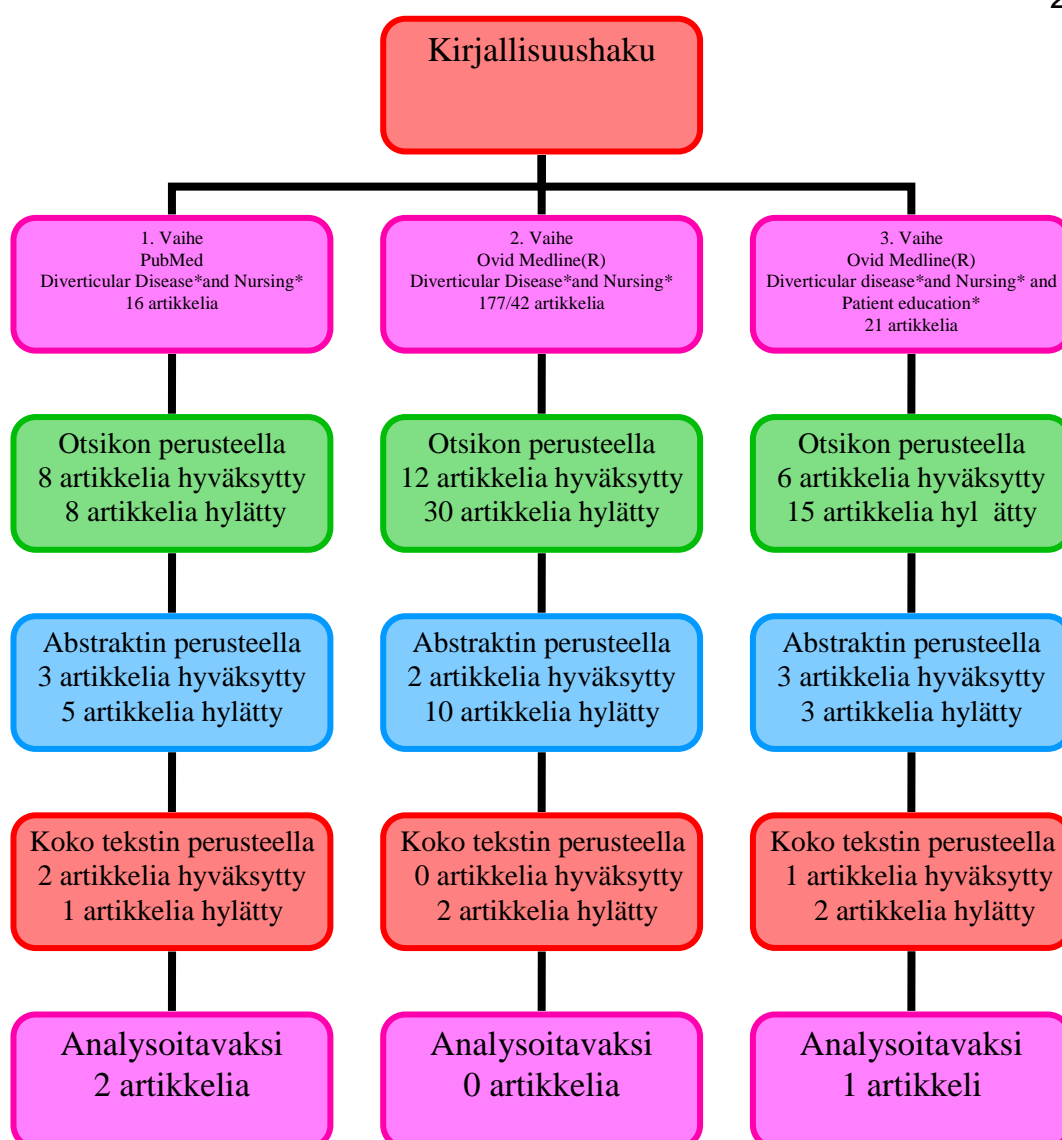 2
Kirjallisuushaku
1. Vaihe
PubMed
Diverticular Disease*and Nursing*
16 artikkelia
2. Vaihe
Ovid Medline(R)
Diverticular Disease*and Nursing*
177/42 artikkelia
3. Vaihe
Ovid Medline(R)
Diverticular disease*and Nursing* and
Patient education*
21 artikkelia
Otsikon perusteella
8 artikkelia hyväksytty
8 artikkelia hylätty
Otsikon perusteella
12 artikkelia hyväksytty
30 artikkelia hylätty
Otsikon perusteella
6 artikkelia hyväksytty
15 artikkelia hyl ätty
Abstraktin perusteella
3 artikkelia hyväksytty
5 artikkelia hylätty
Abstraktin perusteella
2 artikkelia hyväksytty
10 artikkelia hylätty
Abstraktin perusteella
3 artikkelia hyväksytty
3 artikkelia hylätty
Koko tekstin perusteella
2 artikkelia hyväksytty
1 artikkelia hylätty
Koko tekstin perusteella
0 artikkelia hyväksytty
2 artikkelia hylätty
Koko tekstin perusteella
1 artikkelia hyväksytty
2 artikkelia hylätty
Analysoitavaksi
2 artikkelia
Analysoitavaksi
0 artikkelia
Analysoitavaksi
1 artikkeli